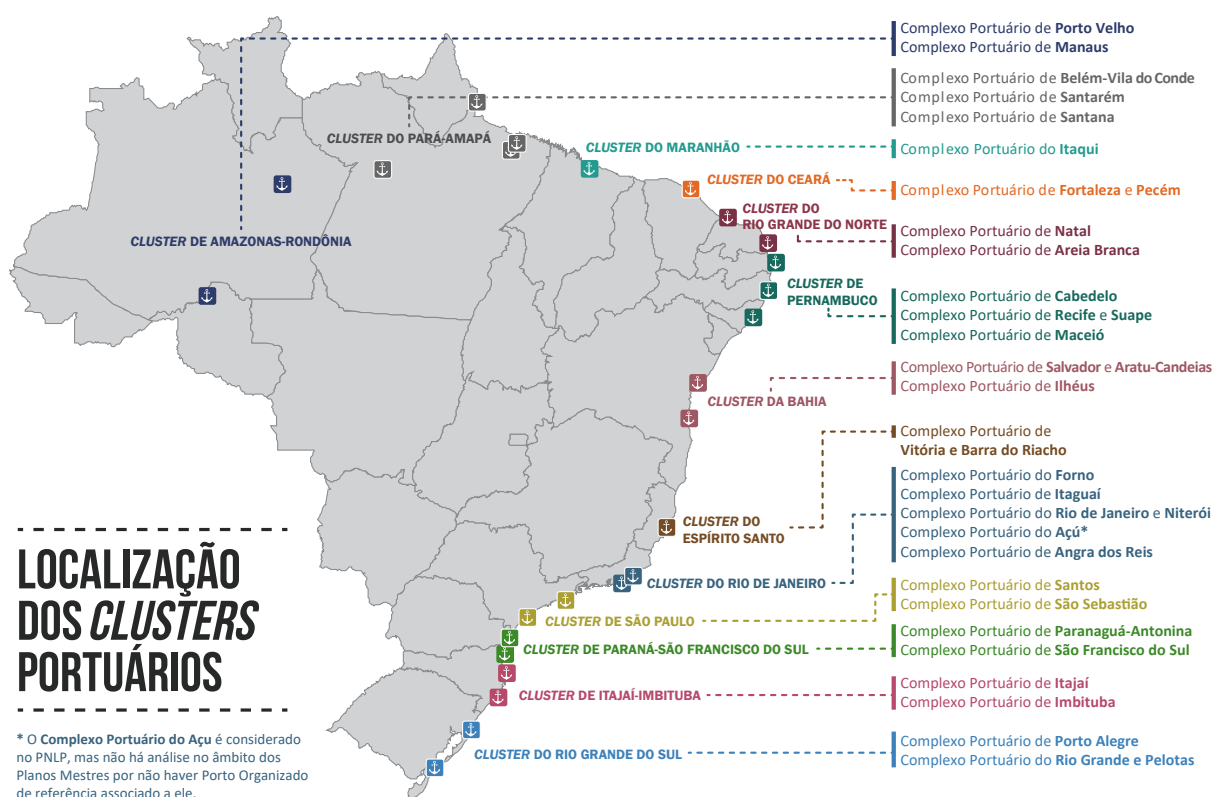 Complexo Portuário de Porto Velho
Complexo Portuário de Manaus
Complexo Portuário de Belém-Vila do Conde
Complexo Portuário de Santarém
Complexo Portuário de Santana
CLUSTER DO PARÁ-AMAPÁ
CLUSTER DO MARANHÃO
Complexo Portuário do Itaqui
CLUSTER DO CEARÁ
Complexo Portuário de Fortaleza e Pecém
CLUSTER DO
RIO GRANDE DO NORTE
Complexo Portuário de Natal
Complexo Portuário de Areia Branca
CLUSTER DE AMAZONAS-RONDÔNIA
CLUSTER DE
PERNAMBUCO
Complexo Portuário de Cabedelo
Complexo Portuário de Recife e Suape
Complexo Portuário de Maceió
Complexo Portuário de Salvador e Aratu-Candeias
Complexo Portuário de Ilhéus
CLUSTER DA BAHIA
Complexo Portuário de
Vitória e Barra do Riacho
CLUSTER DO
ESPÍRITO SANTO
Complexo Portuário do Forno
Complexo Portuário de Itaguaí
Complexo Portuário do Rio de Janeiro e Niterói
Complexo Portuário do Açú*
Complexo Portuário de Angra dos Reis
CLUSTER DO RIO DE JANEIRO
Complexo Portuário de Santos
Complexo Portuário de São Sebastião
CLUSTER DE SÃO PAULO
Complexo Portuário de Paranaguá-Antonina
Complexo Portuário de São Francisco do Sul
CLUSTER DE PARANÁ-SÃO FRANCISCO DO SUL
Complexo Portuário de Itajaí
Complexo Portuário de Imbituba
CLUSTER DE ITAJAÍ-IMBITUBA
Complexo Portuário de Porto Alegre
Complexo Portuário do Rio Grande e Pelotas
CLUSTER DO RIO GRANDE DO SUL
LOCALIZAÇÃO
DOS CLUSTERS
PORTUÁRIOS
* O Complexo Portuário do Açu é considerado
no PNLP, mas não há análise no âmbito dos
Planos Mestres por não haver Porto Organizado
de referência associado a ele.